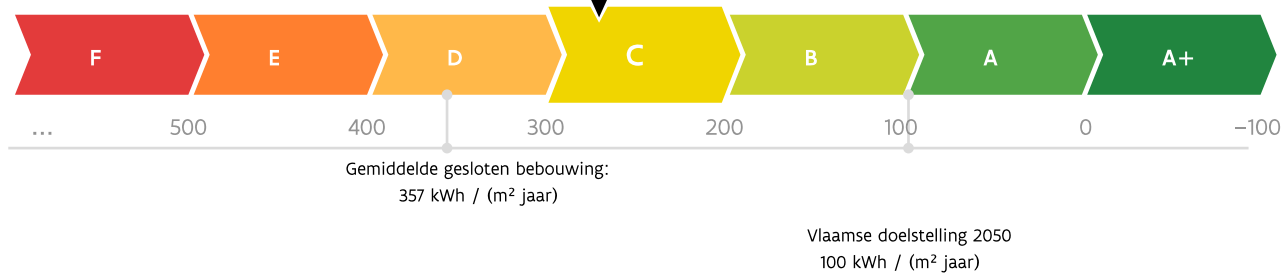 F E D C B A A+
... 500 400 300 200 100 0 −100
Gemiddelde gesloten bebouwing:
357 kWh / (m² jaar)
Vlaamse doelstelling 2050
100 kWh / (m² jaar)